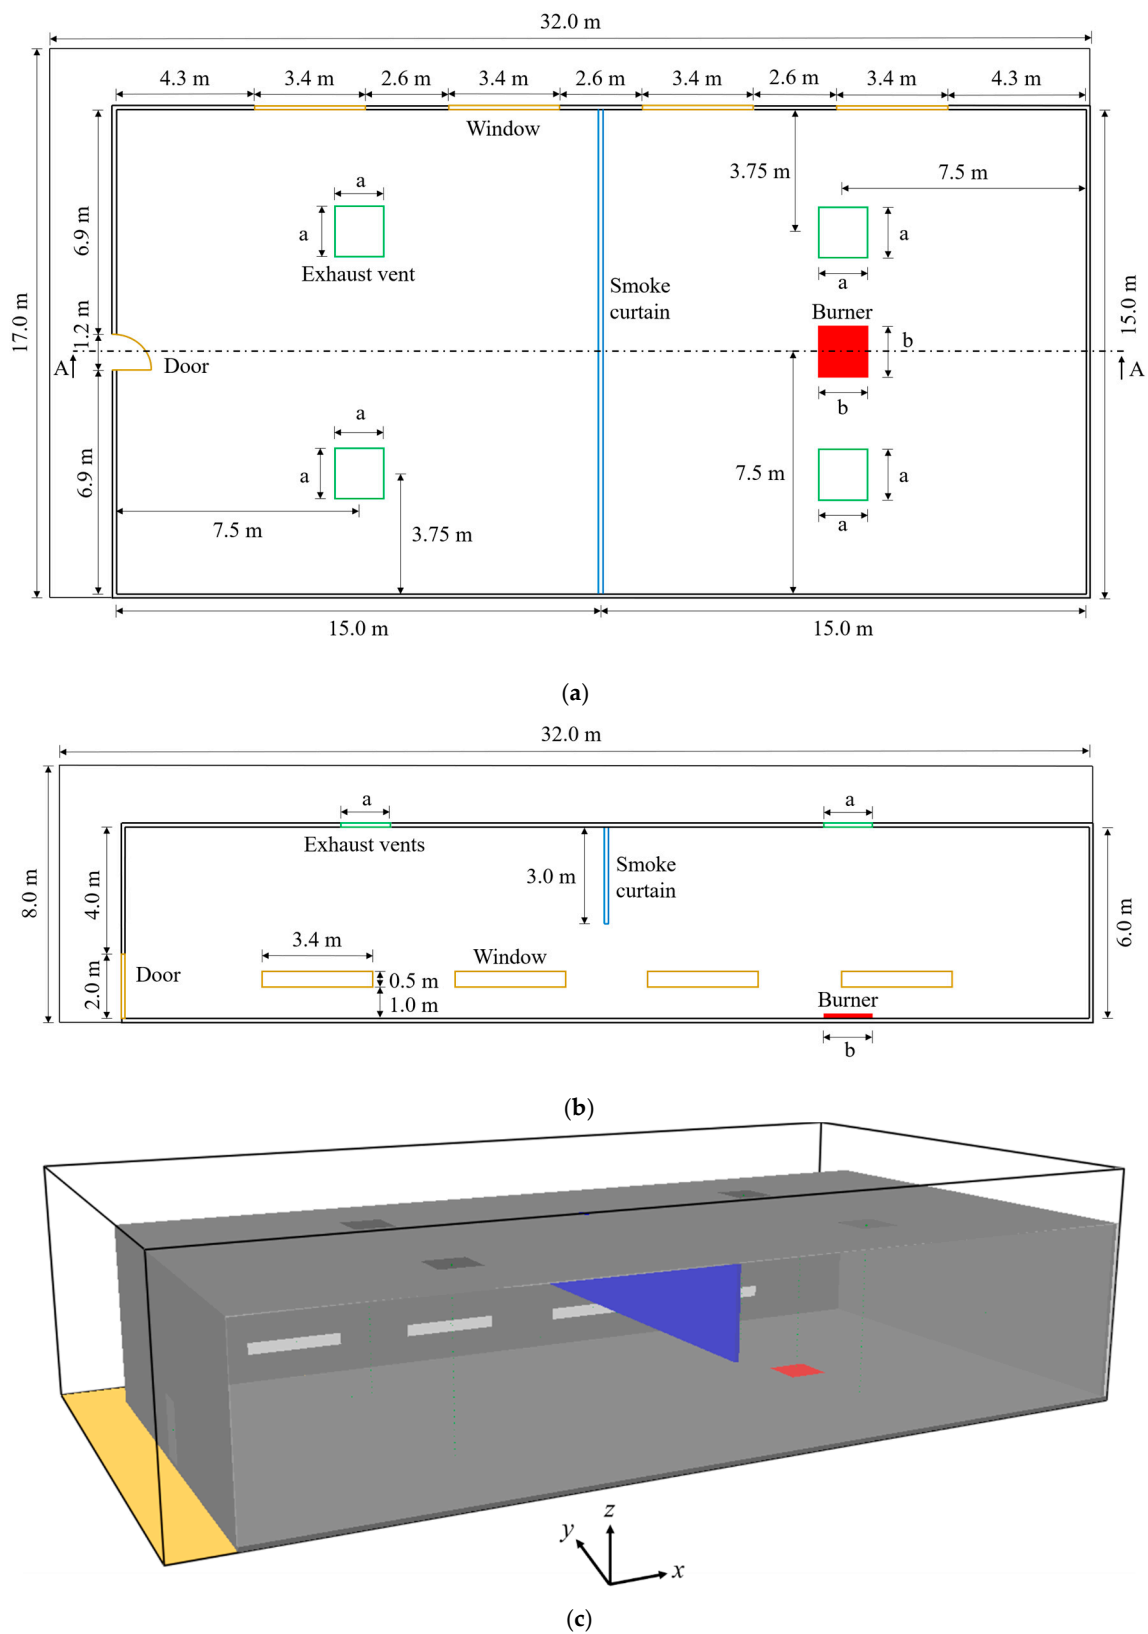 32.0 m
4.3 m 3.4 m 2.6 m 3.4 m 2.6 m 3.4 m 2.6 m 3.4 m 4.3 m
Window
3.75 m
7.5 m
a
a
6.9 m
a
a
Exhaust vent
Smoke
curtain
a
Burner
17.0 m
1.2 m
15.0 m
b
A
Door
A
b
a
a
6.9 m
7.5 m
a
7.5 m
3.75 m
a
15.0 m
15.0 m
(a)
32.0 m
a
a
Exhaust vents
8.0 m
4.0 m
3.0 m
Smoke
curtain
6.0 m
3.4 m
Window
2.0 m
Door
0.5 m
1.0 m
Burner
b
(b)
z
y
x
(c)